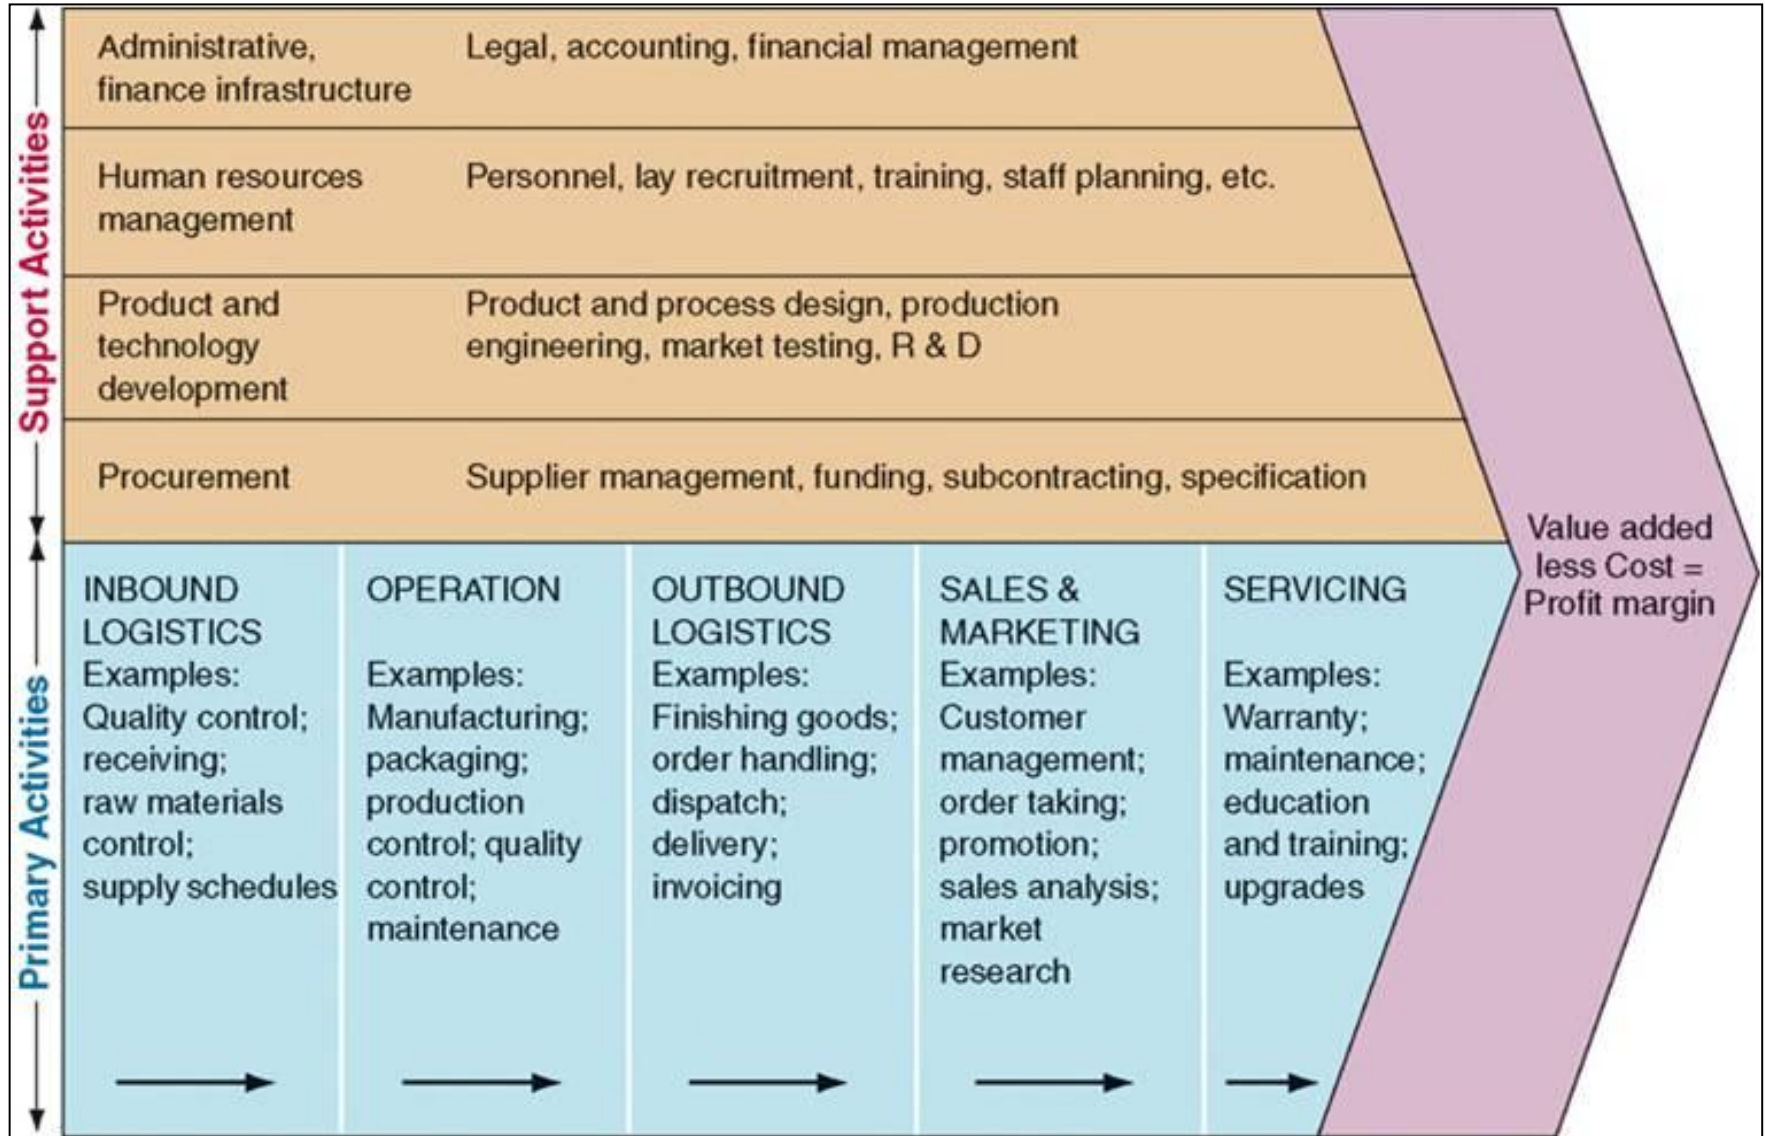 Support Activities
Administrative,
finance infrastructure
Legal, accounting, financial management
Human resources
management
Personnel, lay recruitment, training, staff planning, etc.
Product and
technology
development
Product and process design, production
engineering, market testing, R & D
Procurement
Supplier management, funding, subcontracting, specification
Primary Activities
INBOUND
LOGISTICS
Examples:
Quality control;
receiving;
raw materials
control;
supply schedules
OPERATION
Examples:
Manufacturing;
packaging;
production
control; quality
control;
maintenance
OUTBOUND
LOGISTICS
Examples:
Finishing goods;
order handling;
dispatch;
delivery;
invoicing
SALES &
MARKETING
Examples:
Customer
management;
order taking;
promotion;
sales analysis;
market
research
SERVICING
Examples:
Warranty;
maintenance;
education
and training;
upgrades
Value added
less Cost =
Profit margin